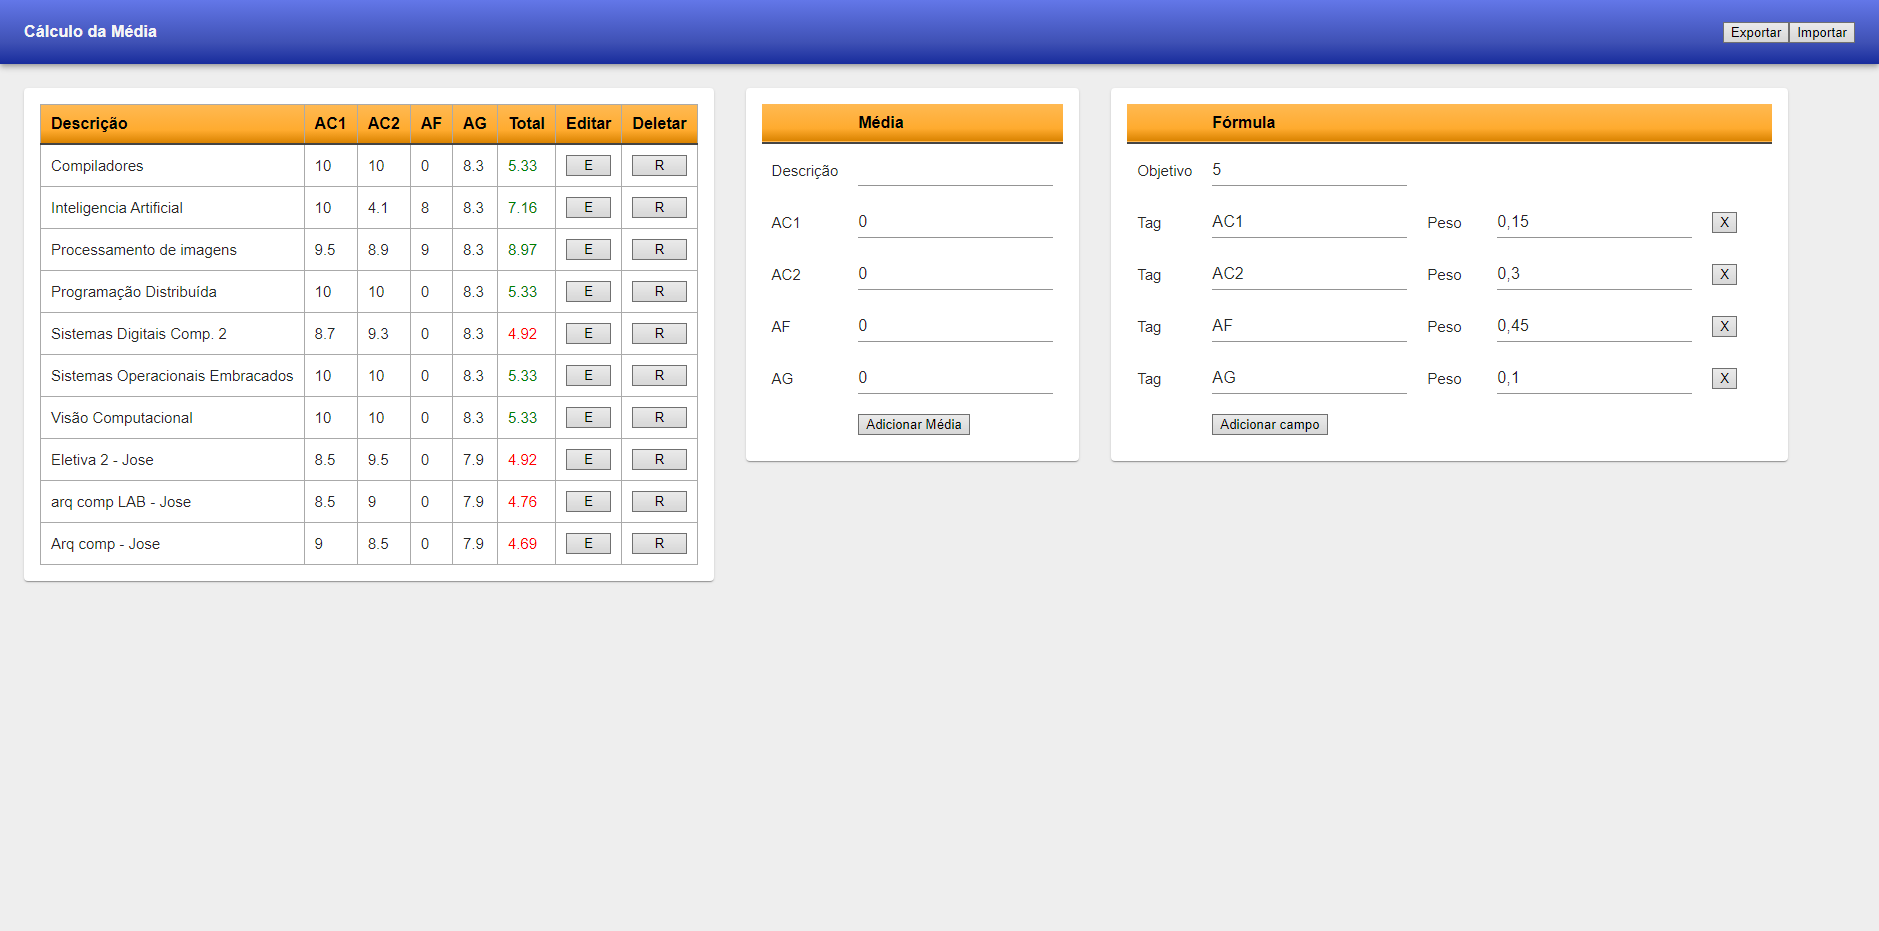 Cálculo da Média
Exportar Importar
Descrição AC1 AC2 AF AG Total Editar Deletar
Compiladores 10 10 0 8.3 5.33 E R
Inteligencia Artificial 10 4.1 8 8.3 7.16 E R
Processamento de imagens 9.5 8.9 9 8.3 8.97 E R
Programação Distribuída 10 10 0 8.3 5.33 E R
Sistemas Digitais Comp. 2 8.7 9.3 0 8.3 4.92 E R
Sistemas Operacionais Embracados 10 10 0 8.3 5.33 E R
Visão Computacional 10 10 0 8.3 5.33 E R
Eletiva 2 - Jose 8.5 9.5 0 7.9 4.92 E R
arq comp LAB - Jose 8.5 9 0 7.9 4.76 E R
Arq comp - Jose 9 8.5 0 7.9 4.69 E R
Média
Descrição
AC1 0
AC2 0
AF 0
AG 0
Adicionar Média
Fórmula
Objetivo 5
Tag AC1 Peso 0,15 X
Tag AC2 Peso 0,3 X
Tag AF Peso 0,45 X
Tag AG Peso 0,1 X
Adicionar campo